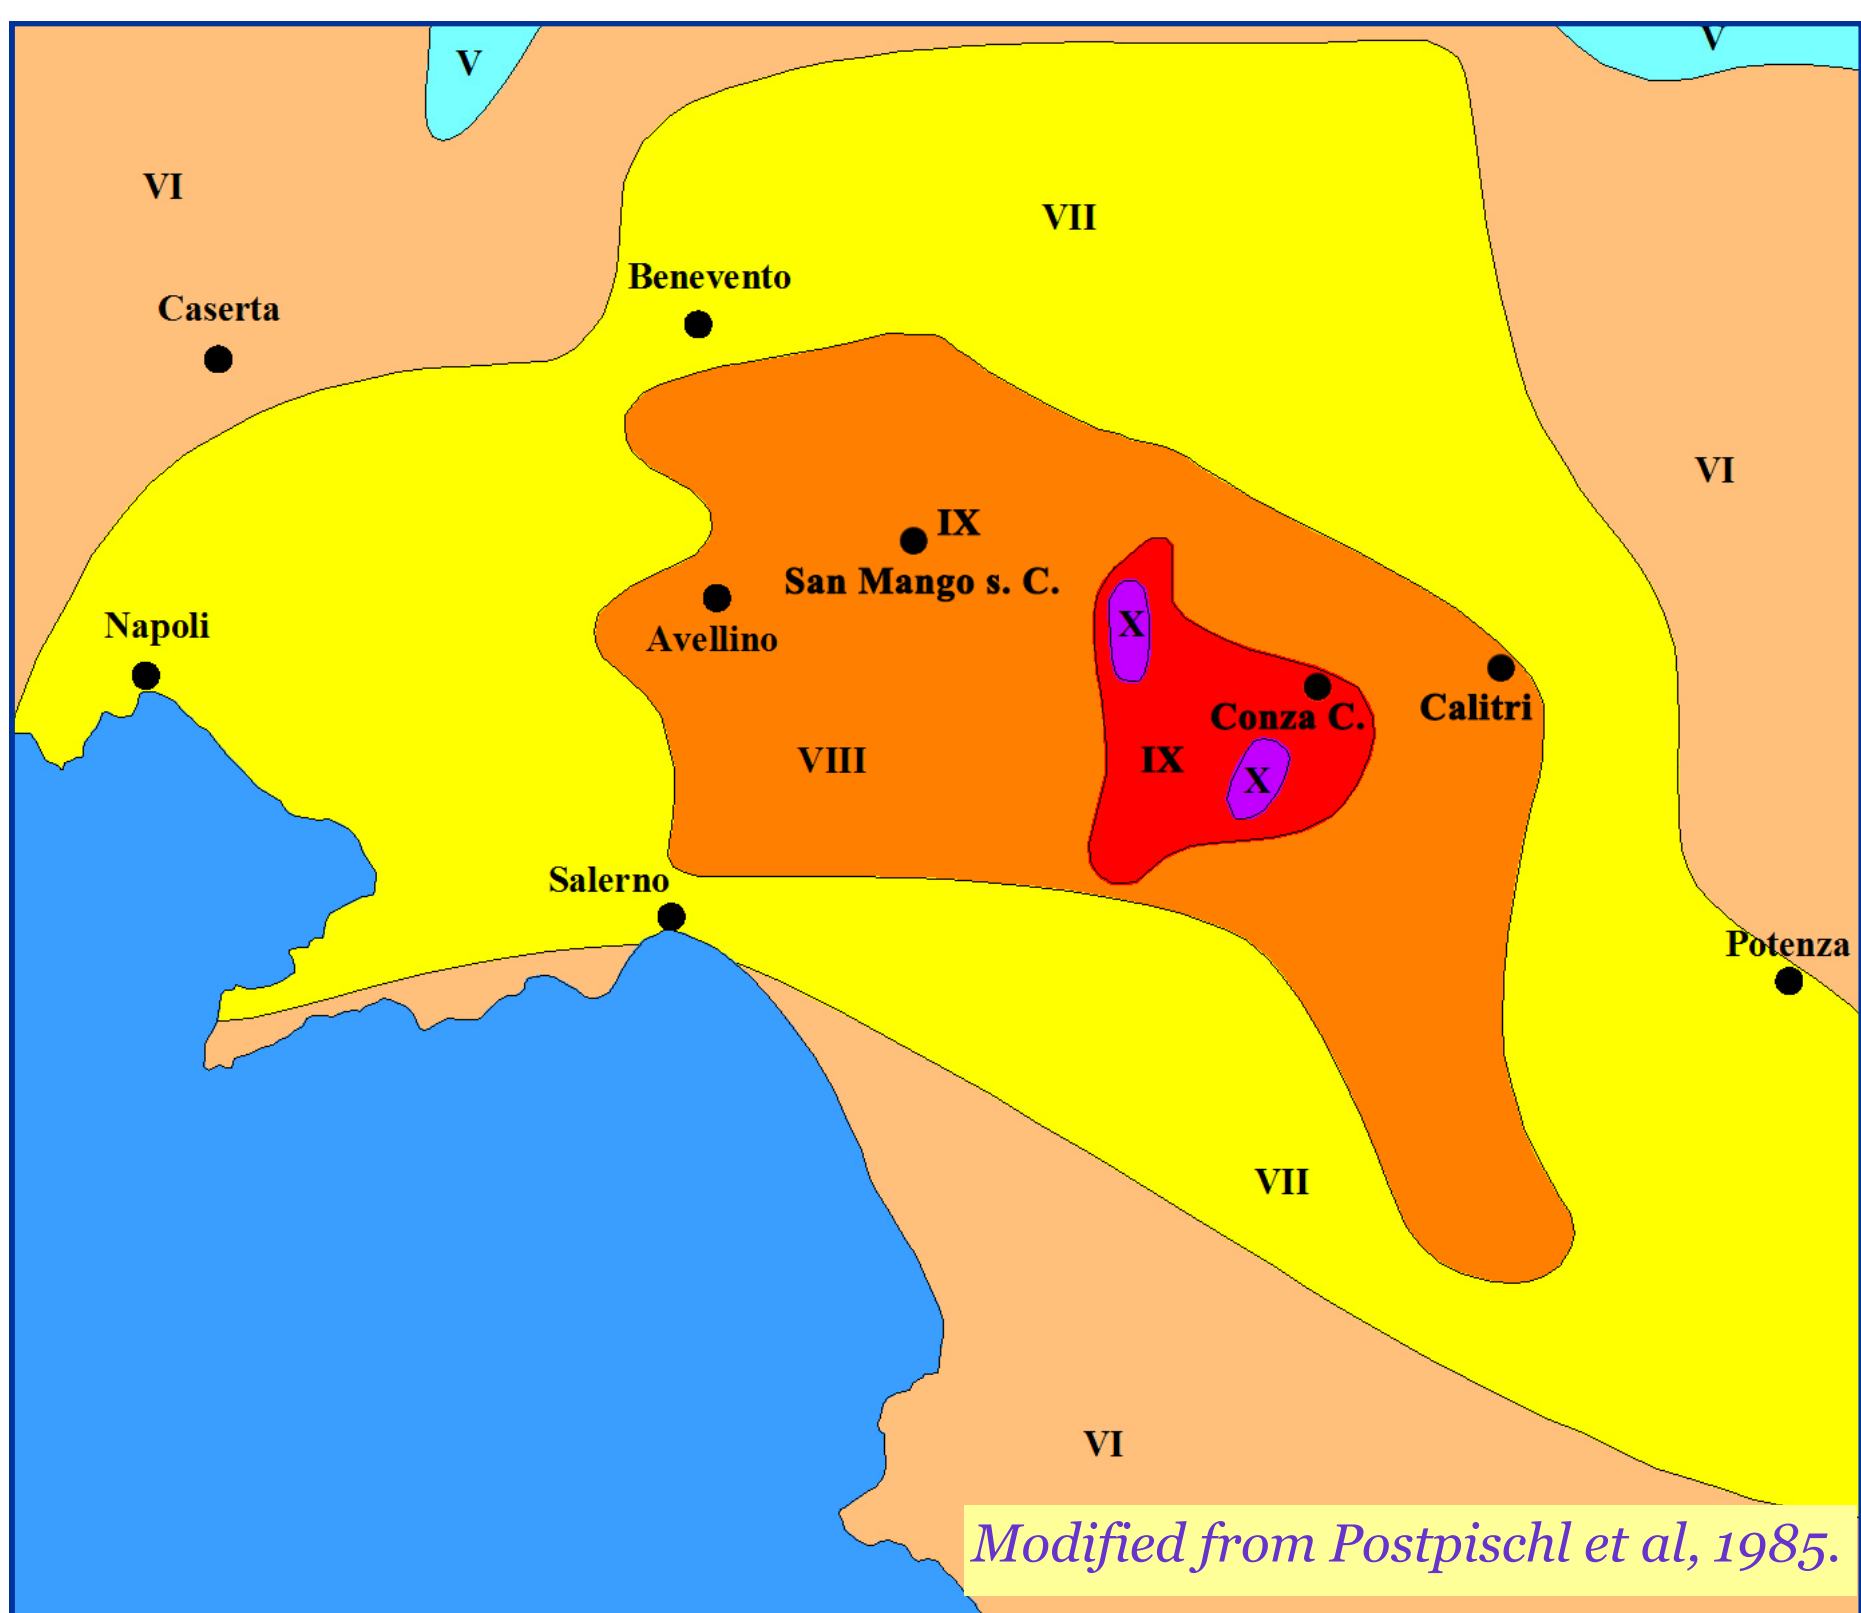 V
V
VI
VII
Benevento
Caserta
VI
IX
San Mango s. C.
Napoli
X
Avellino
Calitri
Conza C.
VIII
IX
X
Salerno
Potenza
VII
VI
Modified from Postpischl et al, 1985.